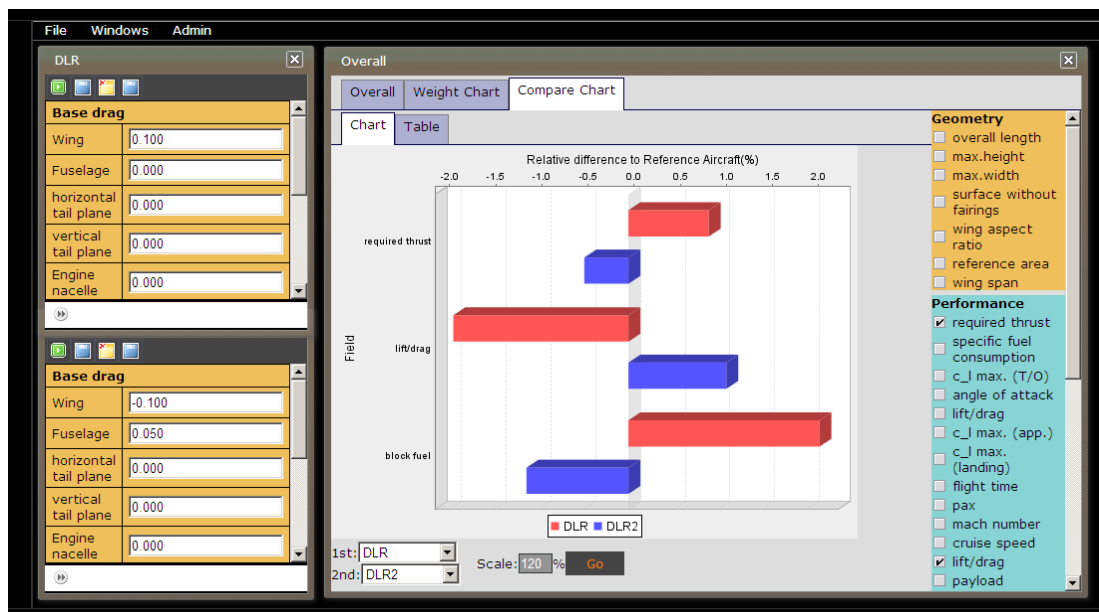 File Windows Admin
DLR
Base drag
Wing 0.100
Fuselage 0.000
horizontal
tail plane 0.000
vertical
tail plane 0.000
Engine
nacelle 0.000
Base drag
Wing -0.100
Fuselage 0.050
horizontal
tail plane 0.000
vertical
tail plane 0.000
Engine
nacelle 0.000
Overall
Overall Weight Chart Compare Chart
Chart Table
Relative difference to Reference Aircraft(%)
-2.0 -1.5 -1.0 -0.5 0.0 0.5 1.0 1.5 2.0
Field
required thrust
lift/drag
block fuel
DLR DLR2
1st: DLR
2nd: DLR2
Scale: 120 % Go
Geometry
overall length
max.height
max.width
surface without
fairings
wing aspect
ratio
reference area
wing span
Performance
required thrust
specific fuel
consumption
c_l max. (T/O)
angle of attack
lift/drag
c_l max. (app.)
c_l max.
(landing)
flight time
pax
mach number
cruise speed
lift/drag
payload